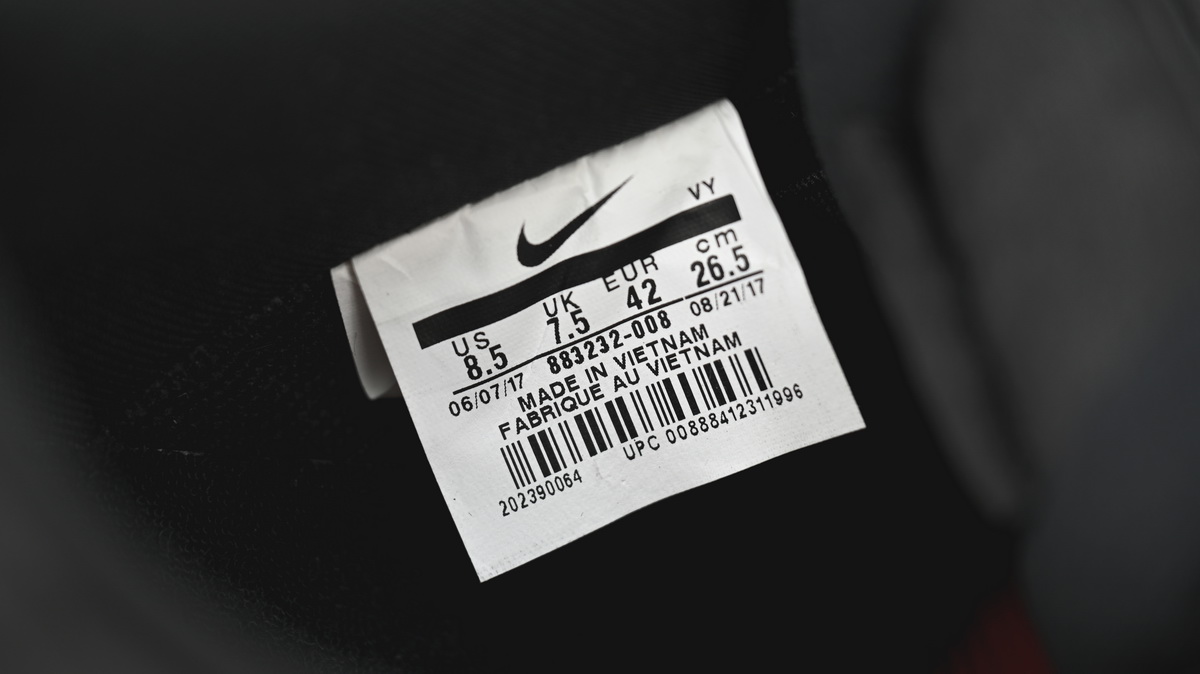 VY
US UK EUR cm
8.5 7.5 42 26.5
06/07/17 883232-008 08/21/17
MADE IN VIETNAM
FABRIQUE AU VIETNAM
202390064 UPC 00888412311996